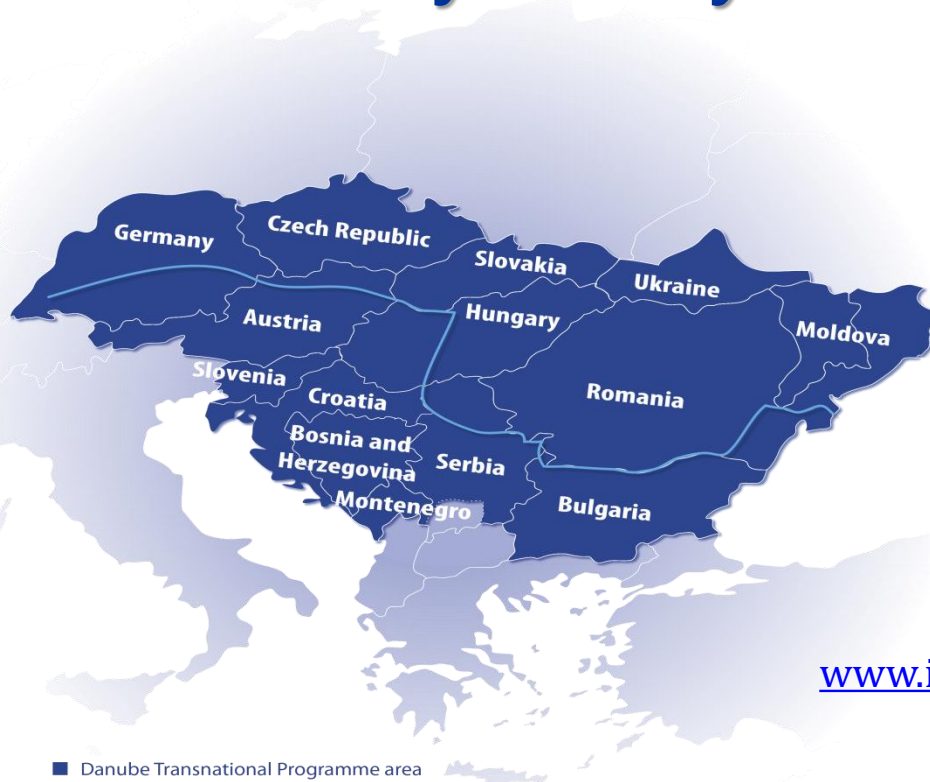 Germany
Czech Republic
Slovakia
Ukraine
Austria
Hungary
Moldova
Slovenia
Croatia
Romania
Bosnia and
Herzegovina
Serbia
Montenegro
Bulgaria
www.i
Danube Transnational Programme area